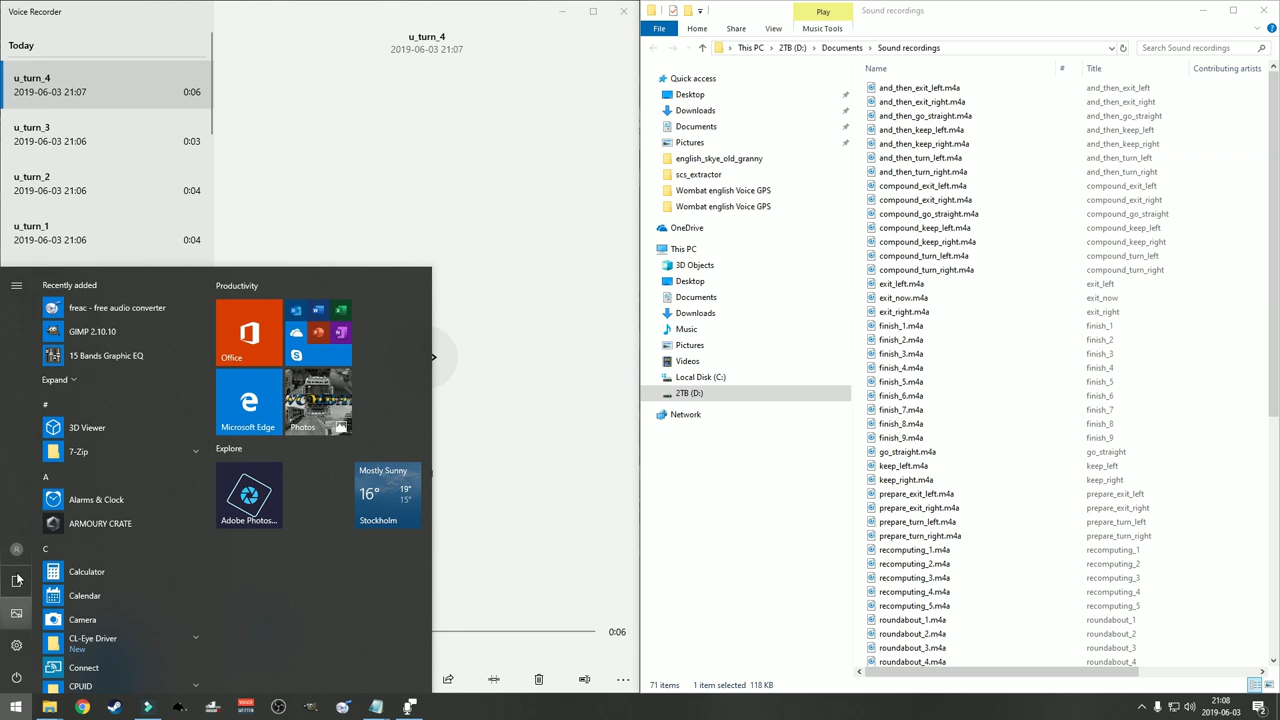 Voice Recorder
Today
u_turn_4
2019-06-03 21:07
0:06
u_turn_3
2019-06-03 21:06
0:03
u_turn_2
2019-06-03 21:06
0:04
u_turn_1
2019-06-03 21:06
0:04
u_turn_4
2019-06-03 21:07
0:06
Recently added
freac - free audio converter
GIMP 2.10.10
15 Bands Graphic EQ
Expand
#
3D Viewer
7-Zip
A
Alarms & Clock
ARMOURY CRATE
C
Calculator
Calendar
Camera
CL-Eye Driver
New
Connect
CPUID
Productivity
Office
Microsoft Edge
Photos
Explore
Adobe Photos...
Mostly Sunny
16° 19°
15°
Stockholm
Play
Sound recordings
File Home Share View Music Tools
This PC 2TB (D:) Documents Sound recordings
Search Sound recordings
Quick access
Desktop
Downloads
Documents
Pictures
english_skye_old_granny
scs_extractor
Wombat english Voice GPS
Wombat english Voice GPS
OneDrive
This PC
3D Objects
Desktop
Documents
Downloads
Music
Pictures
Videos
Local Disk (C:)
2TB (D:)
Network
Name # Title Contributing artists
and_then_exit_left.m4a and_then_exit_left
and_then_exit_right.m4a and_then_exit_right
and_then_go_straight.m4a and_then_go_straight
and_then_keep_left.m4a and_then_keep_left
and_then_keep_right.m4a and_then_keep_right
and_then_turn_left.m4a and_then_turn_left
and_then_turn_right.m4a and_then_turn_right
compound_exit_left.m4a compound_exit_left
compound_exit_right.m4a compound_exit_right
compound_go_straight.m4a compound_go_straight
compound_keep_left.m4a compound_keep_left
compound_keep_right.m4a compound_keep_right
compound_turn_left.m4a compound_turn_left
compound_turn_right.m4a compound_turn_right
exit_left.m4a exit_left
exit_now.m4a exit_now
exit_right.m4a exit_right
finish_1.m4a finish_1
finish_2.m4a finish_2
finish_3.m4a finish_3
finish_4.m4a finish_4
finish_5.m4a finish_5
finish_6.m4a finish_6
finish_7.m4a finish_7
finish_8.m4a finish_8
finish_9.m4a finish_9
go_straight.m4a go_straight
keep_left.m4a keep_left
keep_right.m4a keep_right
prepare_exit_left.m4a prepare_exit_left
prepare_exit_right.m4a prepare_exit_right
prepare_turn_left.m4a prepare_turn_left
prepare_turn_right.m4a prepare_turn_right
recomputing_1.m4a recomputing_1
recomputing_2.m4a recomputing_2
recomputing_3.m4a recomputing_3
recomputing_4.m4a recomputing_4
recomputing_5.m4a recomputing_5
roundabout_1.m4a roundabout_1
roundabout_2.m4a roundabout_2
roundabout_3.m4a roundabout_3
roundabout_4.m4a roundabout_4
71 items 1 item selected 118 KB
VOICE
21:08
2019-06-03
2